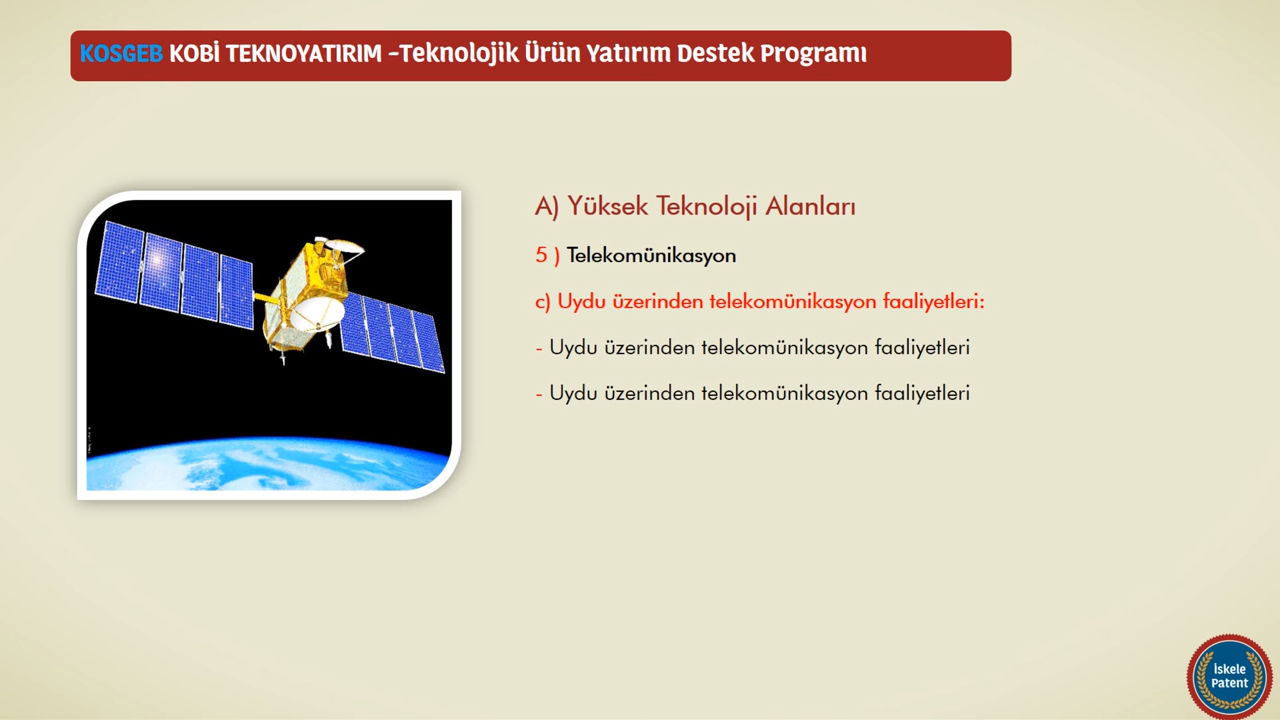 KOSGEB KOBİ TEKNOYATIRIM -Teknolojik Ürün Yatırım Destek Programı
A) Yüksek Teknoloji Alanları
5 ) Telekomünikasyon
c) Uydu üzerinden telekomünikasyon faaliyetleri:
- Uydu üzerinden telekomünikasyon faaliyetleri
- Uydu üzerinden telekomünikasyon faaliyetleri
İskele
Patent